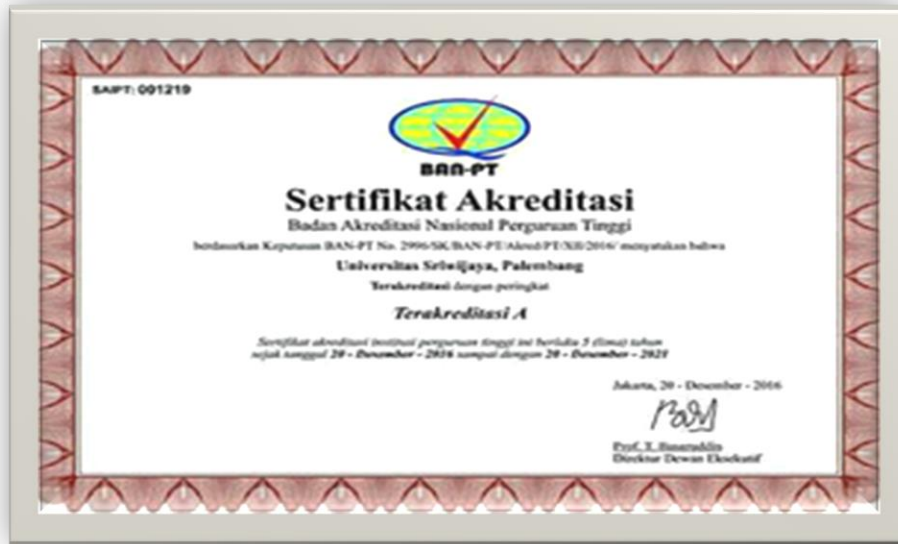 SAIPT: 001219
BAN-PT
Sertifikat Akreditasi
Badan Akreditasi Nasional Perguruan Tinggi
berdasarkan Keputusan BAN-PT No. 2996/SK/BAN-PT/Akred/PT/XII/2016/ menyatakan bahwa
Universitas Sriwijaya, Palembang
Terakreditasi dengan peringkat
Terakreditasi A
Sertifikat akreditasi institusi perguruan tinggi ini berlaku 5 (lima) tahun
sejak tanggal 20 - Desember - 2016 sampai dengan 20 - Desember - 2021
Jakarta, 20 - Desember - 2016
Prof. T. Basaruddin
Direktur Dewan Eksekutif